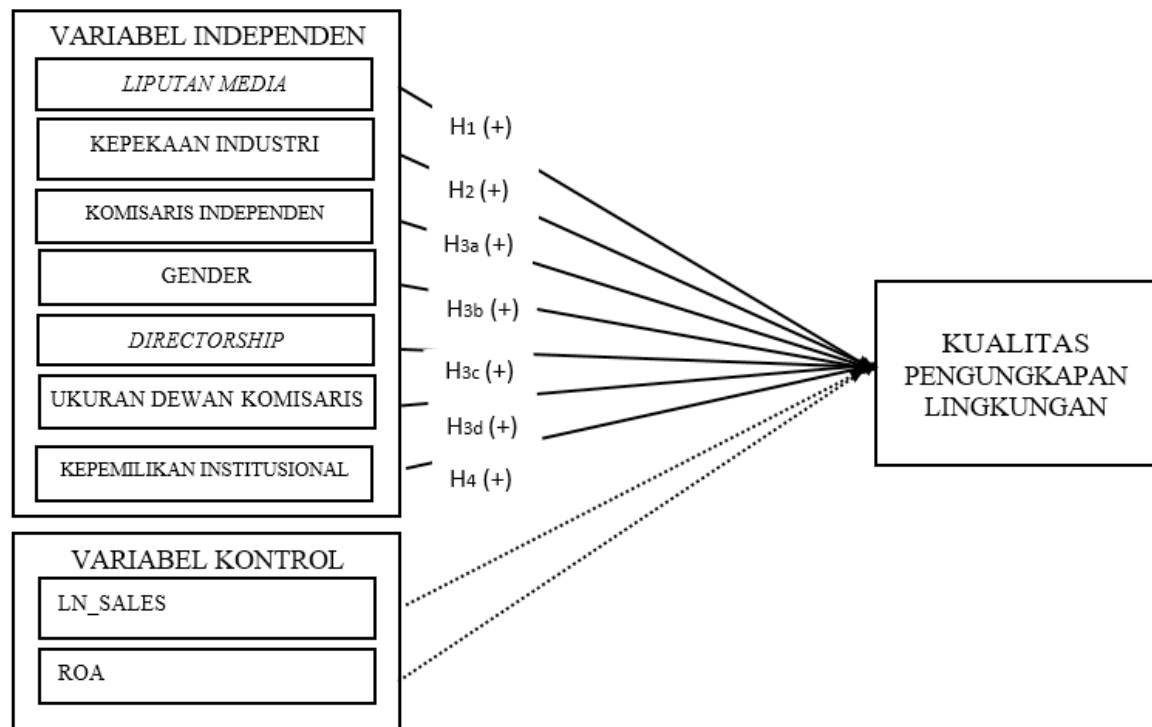 VARIABEL INDEPENDEN
LIPUTAN MEDIA
KEPEKAAN INDUSTRI
KOMISARIS INDEPENDEN
GENDER
DIRECTORSHIP
UKURAN DEWAN KOMISARIS
KEPEMILIKAN INSTITUSIONAL
H1 (+)
H2 (+)
H3a (+)
H3b (+)
H3c (+)
H3d (+)
H4 (+)
KUALITAS
PENGUNGKAPAN
LINGKUNGAN
VARIABEL KONTROL
LN_SALES
ROA